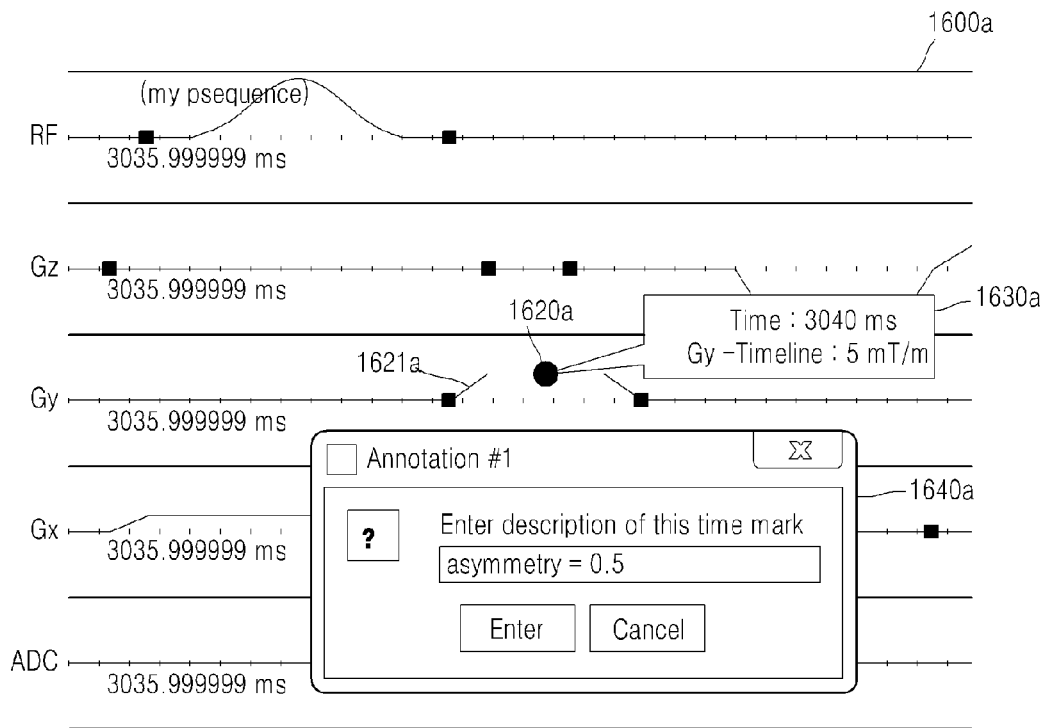 1600a
(my psequence)
RF
3035.999999 ms
Gz
3035.999999 ms
1620a
1630a
Time : 3040 ms
Gy -Timeline : 5 mT/m
1621a
Gy
3035.999999 ms
Annotation #1
X
1640a
Gx
3035.999999 ms
?
Enter description of this time mark
asymmetry = 0.5
Enter
Cancel
ADC
3035.999999 ms